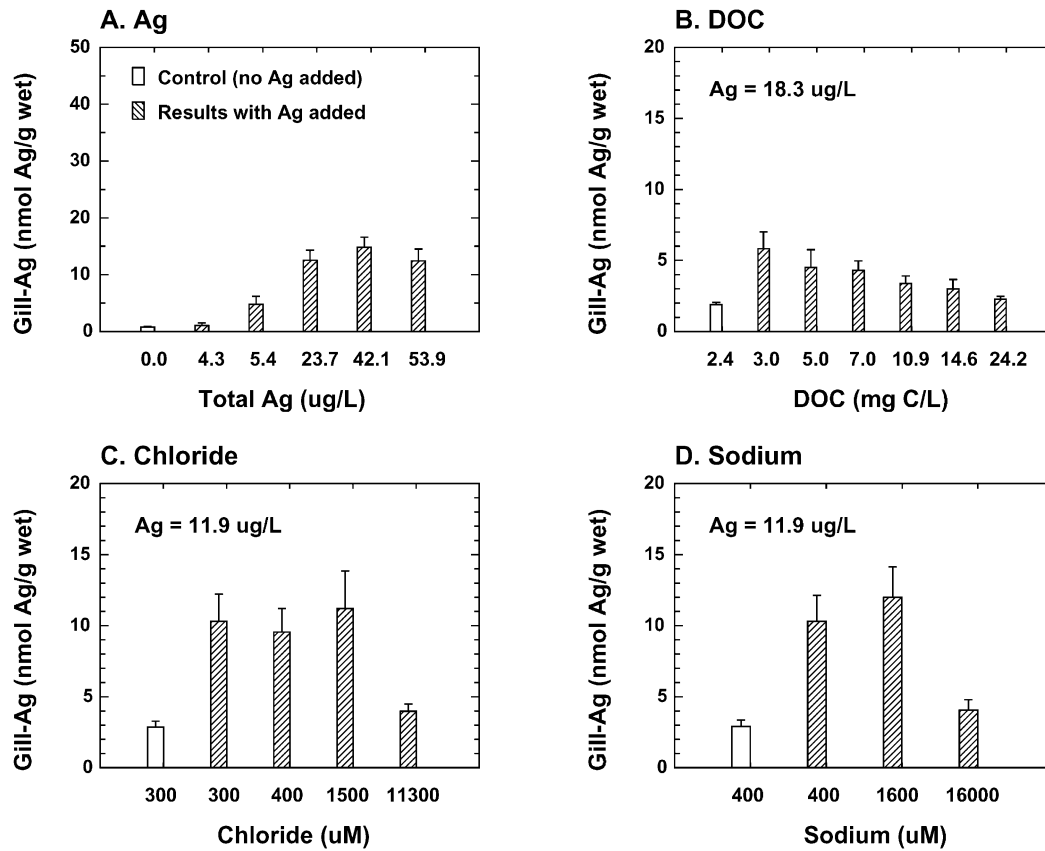 A. Ag
Gill-Ag (nmol Ag/g wet)
50
40
30
20
10
0
Control (no Ag added)
Results with Ag added
0.0 4.3 5.4 23.7 42.1 53.9
Total Ag (ug/L)
B. DOC
Gill-Ag (nmol Ag/g wet)
20
15
10
5
0
Ag = 18.3 ug/L
2.4 3.0 5.0 7.0 10.9 14.6 24.2
DOC (mg C/L)
C. Chloride
Gill-Ag (nmol Ag/g wet)
20
15
10
5
0
Ag = 11.9 ug/L
300 300 400 1500 11300
Chloride (uM)
D. Sodium
Gill-Ag (nmol Ag/g wet)
20
15
10
5
0
Ag = 11.9 ug/L
400 400 1600 16000
Sodium (uM)